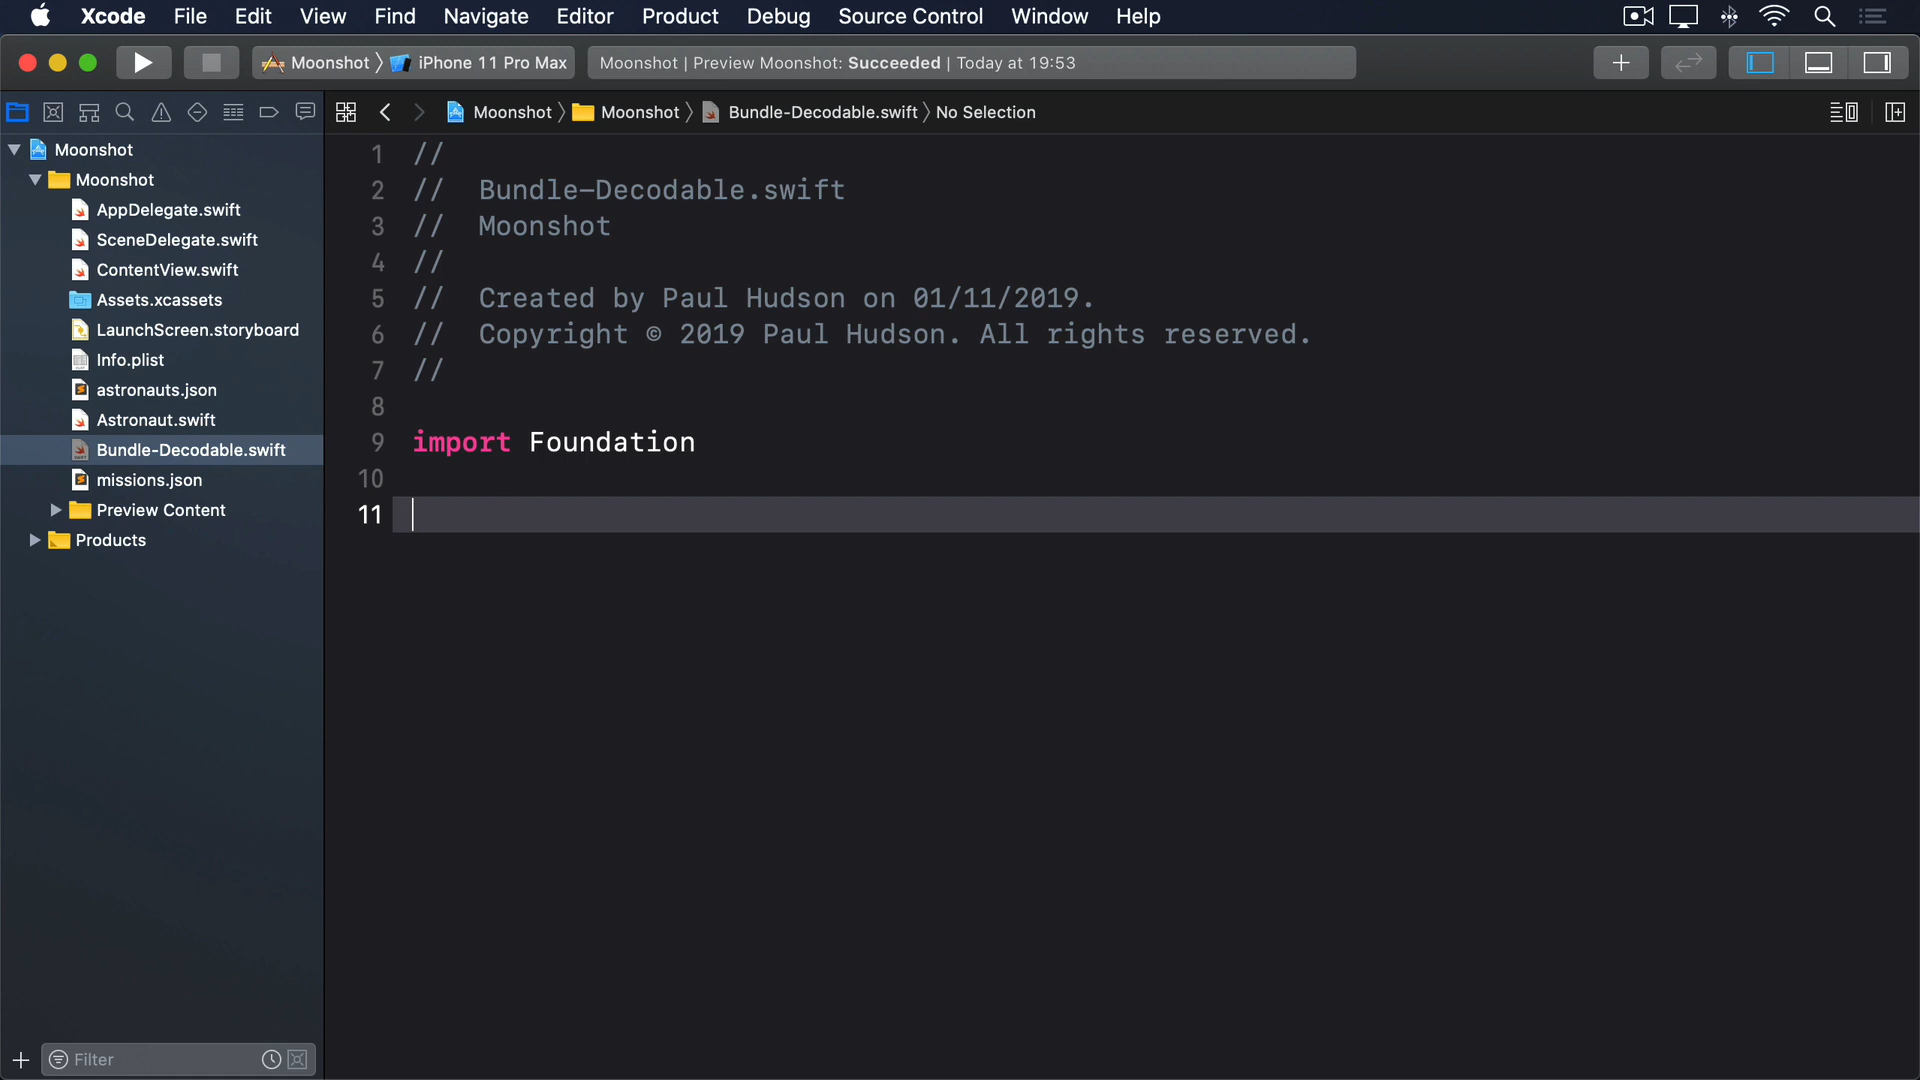 Xcode File Edit View Find Navigate Editor Product Debug Source Control Window Help
Moonshot iPhone 11 Pro Max Moonshot | Preview Moonshot: Succeeded | Today at 19:53
Moonshot Moonshot Bundle-Decodable.swift No Selection
Moonshot
Moonshot
AppDelegate.swift
SceneDelegate.swift
ContentView.swift
Assets.xcassets
LaunchScreen.storyboard
Info.plist
astronauts.json
Astronaut.swift
Bundle-Decodable.swift
missions.json
Preview Content
Products
Filter
1 //
2 //  Bundle-Decodable.swift
3 //  Moonshot
4 //
5 //  Created by Paul Hudson on 01/11/2019.
6 //  Copyright © 2019 Paul Hudson. All rights reserved.
7 //
8
9 import Foundation
10
11